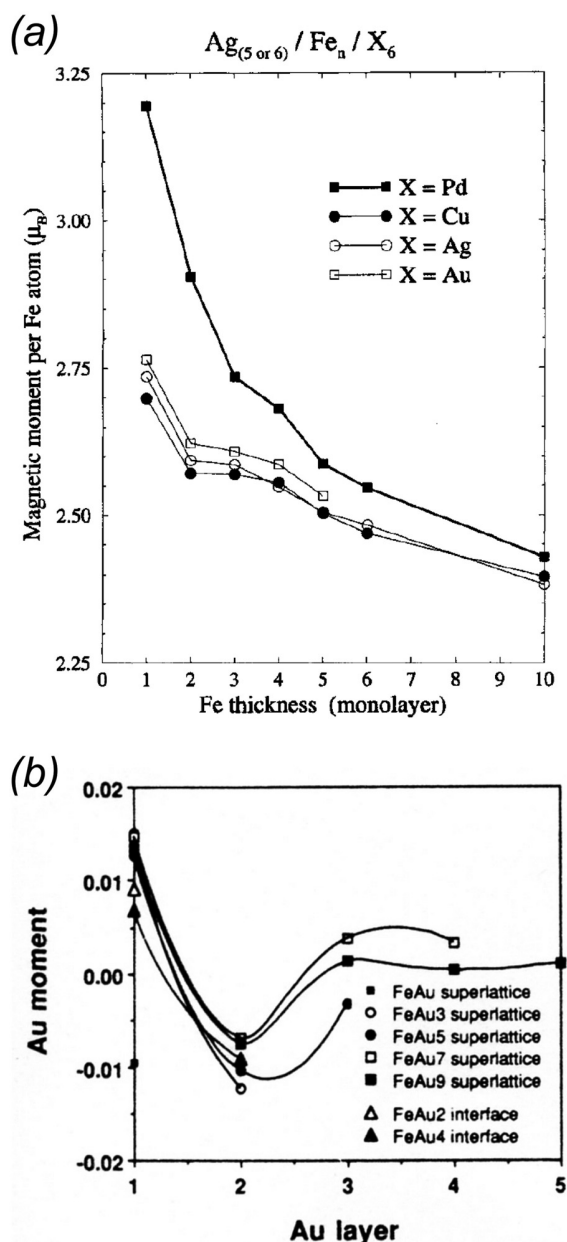 (a)
Ag(5 or 6) / Feₙ / X₆
3.25
3.00
2.75
2.50
2.25
Magnetic moment per Fe atom (μB)
X = Pd
X = Cu
X = Ag
X = Au
0 1 2 3 4 5 6 7 8 9 10
Fe thickness (monolayer)
(b)
0.02
0.01
0.00
-0.01
-0.02
Au moment
FeAu superlattice
FeAu3 superlattice
FeAu5 superlattice
FeAu7 superlattice
FeAu9 superlattice
FeAu2 interface
FeAu4 interface
1 2 3 4 5
Au layer